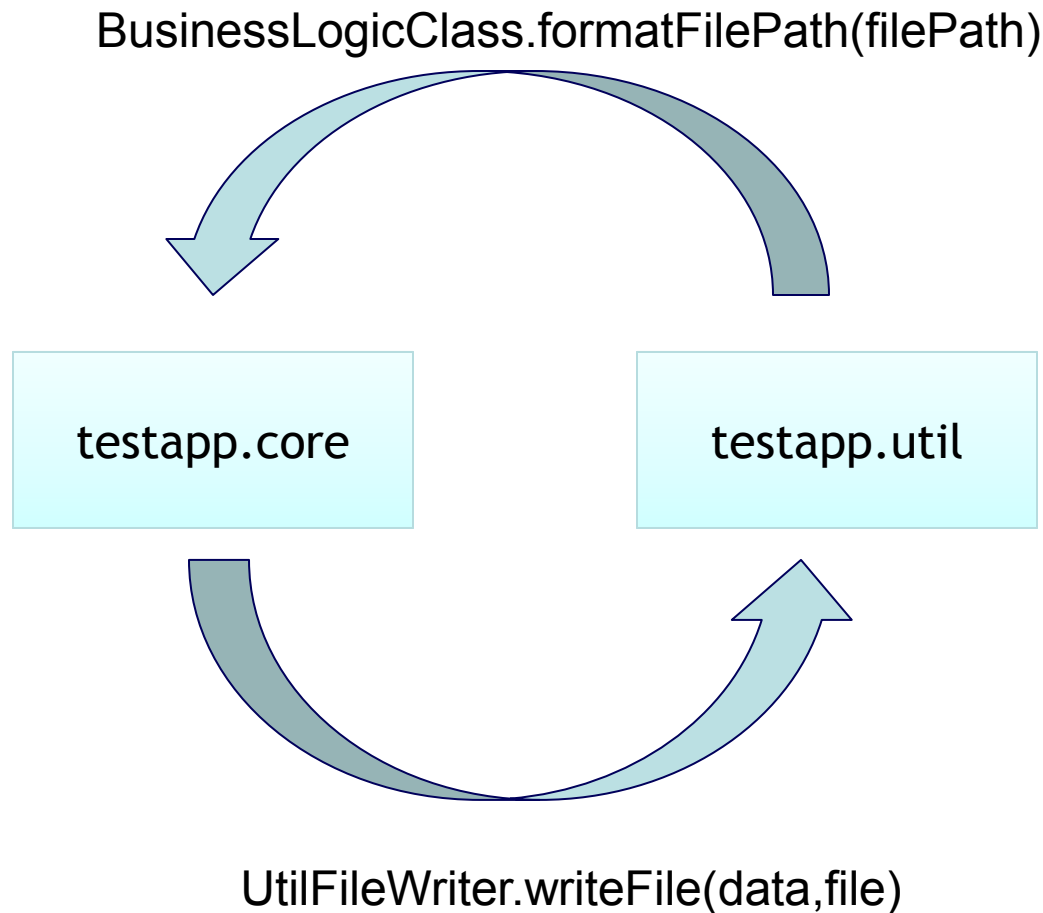 BusinessLogicClass.formatFilePath(filePath)
testapp.core
testapp.util
UtilFileWriter.writeFile(data,file)